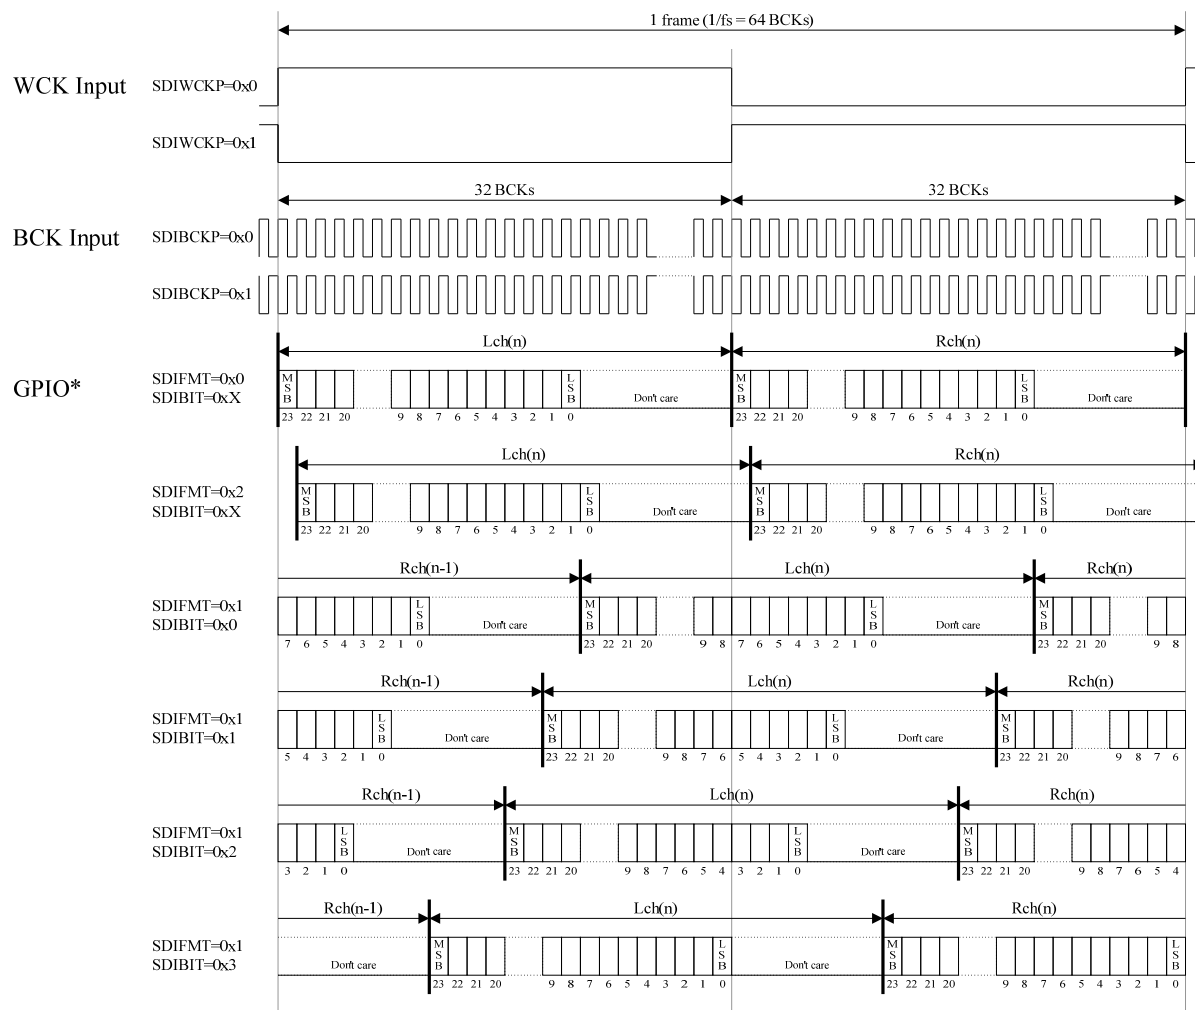 1 frame (1/fs = 64 BCKs)
WCK Input
SDIWCKP=0x0
SDIWCKP=0x1
32 BCKs 32 BCKs
BCK Input
SDIBCKP=0x0
SDIBCKP=0x1
Lch(n) Rch(n)
GPIO*
SDIFMT=0x0
SDIBIT=0xX
MSB LSB Don't care MSB LSB Don't care
23 22 21 20 9 8 7 6 5 4 3 2 1 0 23 22 21 20 9 8 7 6 5 4 3 2 1 0
Lch(n) Rch(n)
SDIFMT=0x2
SDIBIT=0xX
MSB LSB Don't care MSB LSB Don't care
23 22 21 20 9 8 7 6 5 4 3 2 1 0 23 22 21 20 9 8 7 6 5 4 3 2 1 0
Rch(n-1) Lch(n) Rch(n)
SDIFMT=0x1
SDIBIT=0x0
LSB Don't care MSB LSB Don't care MSB
7 6 5 4 3 2 1 0 23 22 21 20 9 8 7 6 5 4 3 2 1 0 23 22 21 20 9 8
Rch(n-1) Lch(n) Rch(n)
SDIFMT=0x1
SDIBIT=0x1
LSB Don't care MSB LSB Don't care MSB
5 4 3 2 1 0 23 22 21 20 9 8 7 6 5 4 3 2 1 0 23 22 21 20 9 8 7 6
Rch(n-1) Lch(n) Rch(n)
SDIFMT=0x1
SDIBIT=0x2
LSB Don't care MSB LSB Don't care MSB
3 2 1 0 23 22 21 20 9 8 7 6 5 4 3 2 1 0 23 22 21 20 9 8 7 6 5 4
Rch(n-1) Lch(n) Rch(n)
SDIFMT=0x1
SDIBIT=0x3
Don't care MSB LSB Don't care MSB LSB
23 22 21 20 9 8 7 6 5 4 3 2 1 0 23 22 21 20 9 8 7 6 5 4 3 2 1 0